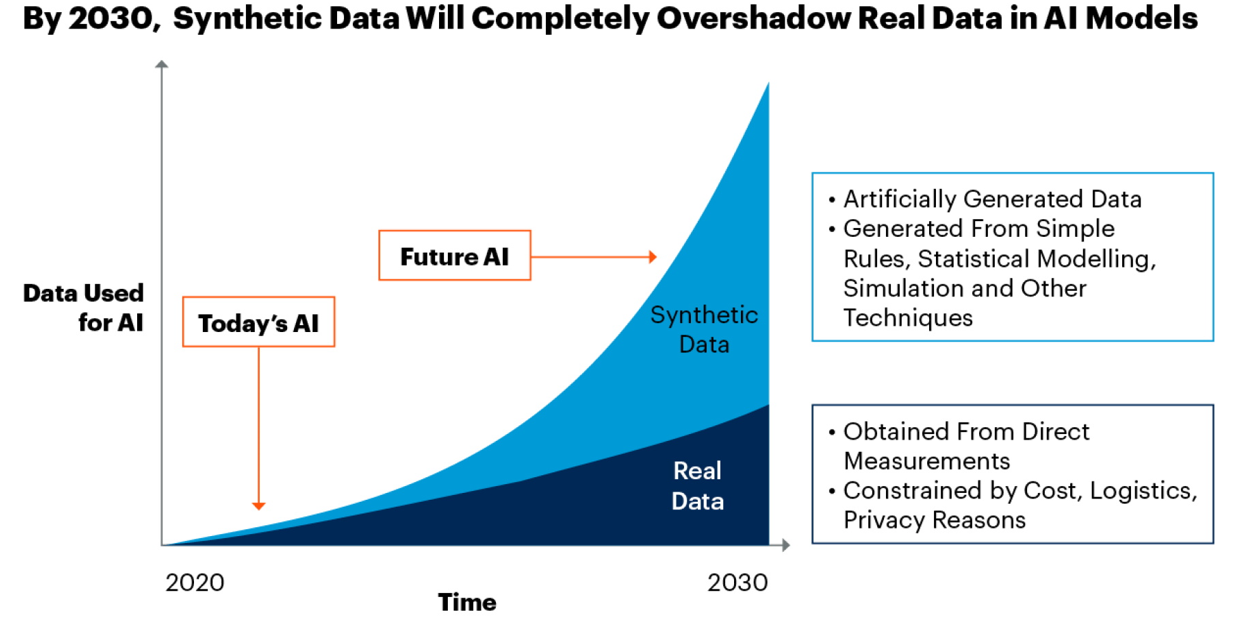 By 2030, Synthetic Data Will Completely Overshadow Real Data in AI Models
Data Used
for AI
Today's AI
Future AI
Synthetic
Data
Real
Data
2020
2030
Time
• Artificially Generated Data
• Generated From Simple
Rules, Statistical Modelling,
Simulation and Other
Techniques
• Obtained From Direct
Measurements
• Constrained by Cost, Logistics,
Privacy Reasons